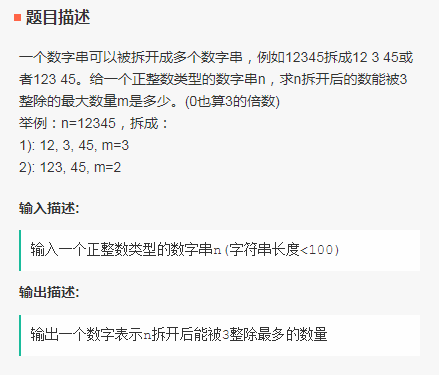 题目描述
一个数字串可以被拆开成多个数字串，例如12345拆成12 3 45或
者123 45。给一个正整数类型的数字串n，求n拆开后的数能被3
整除的最大数量m是多少。(0也算3的倍数)
举例：n=12345，拆成：
1): 12, 3, 45, m=3
2): 123, 45, m=2
输入描述:
输入一个正整数类型的数字串n(字符串长度<100)
输出描述:
输出一个数字表示n拆开后能被3整除最多的数量